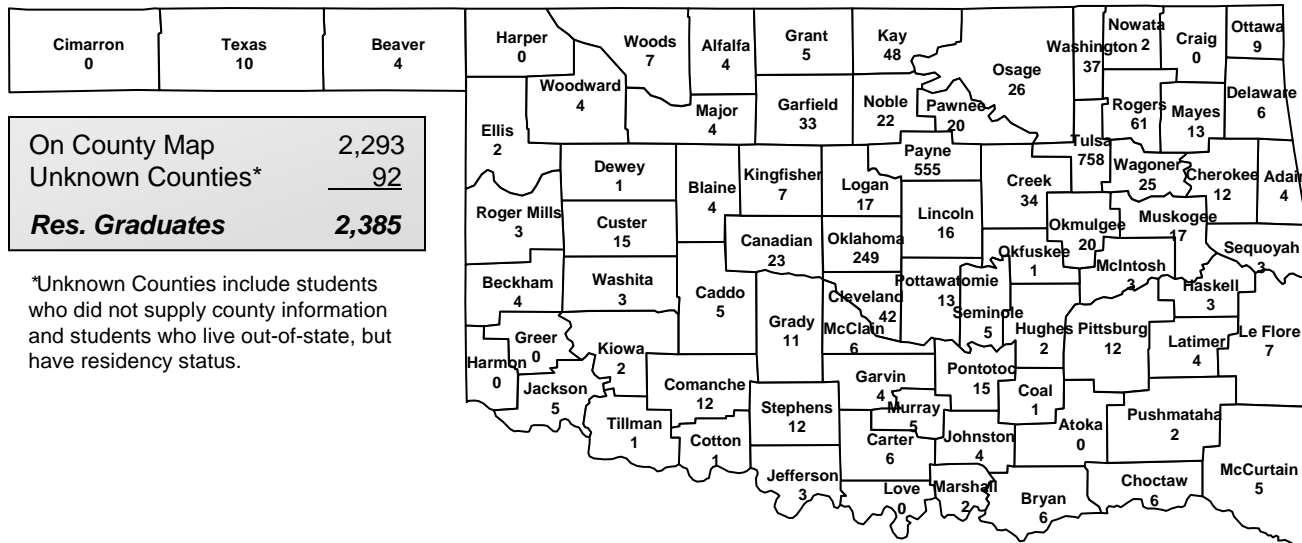 Cimarron
0
Texas
10
Beaver
4
Harper
0
Woods
7
Alfalfa
4
Grant
5
Kay
48
Osage
26
Washington
37
Nowata
2
Craig
0
Ottawa
9
Woodward
4
Major
4
Garfield
33
Noble
22
Pawnee
20
Rogers
61
Mayes
13
Delaware
6
On County Map 2,293
Unknown Counties* 92
Res. Graduates 2,385
*Unknown Counties include students
who did not supply county information
and students who live out-of-state, but
have residency status.
Ellis
2
Dewey
1
Blaine
4
Kingfisher
7
Logan
17
Payne
555
Creek
34
Tulsa
758
Wagoner
25
Cherokee
12
Adair
4
Roger Mills
3
Custer
15
Canadian
23
Oklahoma
249
Lincoln
16
Okmulgee
20
Muskogee
17
Sequoyah
3
Beckham
4
Washita
3
Caddo
5
Grady
11
Cleveland
42
Pottawatomie
13
Seminole
5
Okfuskee
1
McIntosh
3
Haskell
3
McClain
6
Hughes
2
Pittsburg
12
Latimer
4
Le Flore
7
Harmon
0
Greer
0
Kiowa
2
Jackson
5
Comanche
12
Garvin
4
Pontotoc
15
Coal
1
Tillman
1
Cotton
1
Stephens
12
Murray
5
Carter
6
Johnston
4
Atoka
0
Pushmataha
2
Jefferson
3
Love
0
Marshall
2
Bryan
6
Choctaw
6
McCurtain
5